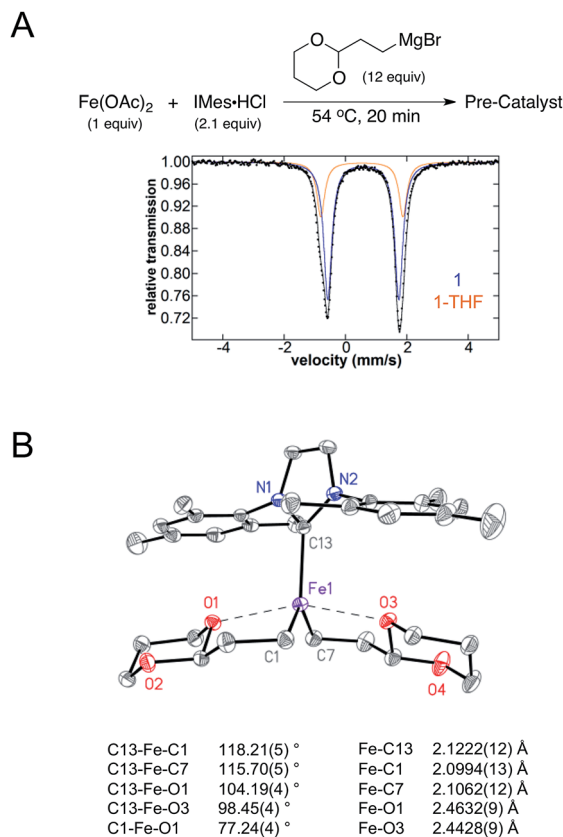 A
O
O
MgBr
(12 equiv)
Fe(OAc)2 + IMes•HCl Pre-Catalyst
(1 equiv) (2.1 equiv)
54 ºC, 20 min
relative transmission
1.00
0.96
0.92
0.88
0.84
0.80
0.76
0.72
1
1-THF
-4 -2 0 2 4
velocity (mm/s)
B
N1 N2
C13
Fe1
O1 O3
C1 C7
O2 O4
C13-Fe-C1 118.21(5) ° Fe-C13 2.1222(12) Å
C13-Fe-C7 115.70(5) ° Fe-C1 2.0994(13) Å
C13-Fe-O1 104.19(4) ° Fe-C7 2.1062(12) Å
C13-Fe-O3 98.45(4) ° Fe-O1 2.4632(9) Å
C1-Fe-O1 77.24(4) ° Fe-O3 2.4428(9) Å